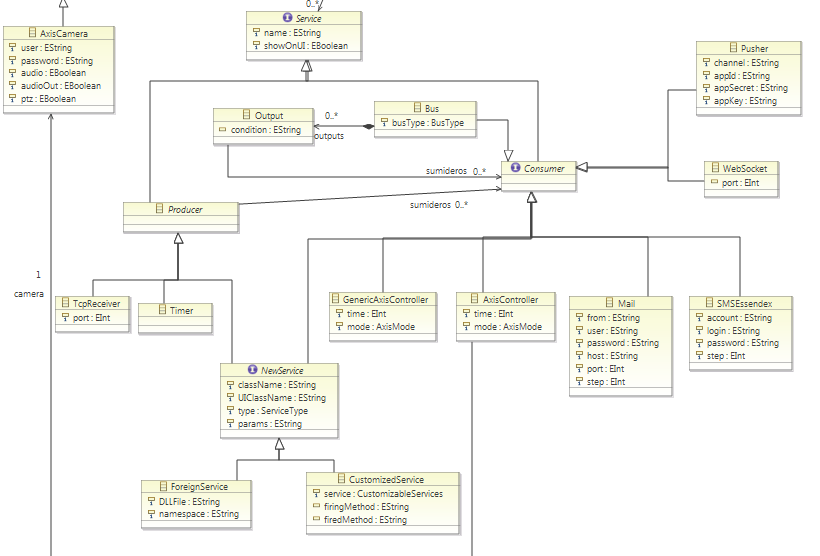 0..*
Service
name : EString
showOnUI : EBoolean
AxisCamera
user : EString
password : EString
audio : EBoolean
audioOut : EBoolean
ptz : EBoolean
Pusher
channel : EString
appId : EString
appSecret : EString
appKey : EString
Output
condition : EString
0..*
outputs
Bus
busType : BusType
Consumer
sumideros 0..*
WebSocket
port : EInt
Producer
sumideros 0..*
1
camera
TcpReceiver
port : EInt
Timer
GenericAxisController
time : EInt
mode : AxisMode
AxisController
time : EInt
mode : AxisMode
Mail
from : EString
user : EString
password : EString
host : EString
port : EInt
step : EInt
SMSEssendex
account : EString
login : EString
password : EString
step : EInt
NewService
className : EString
UIClassName : EString
type : ServiceType
params : EString
ForeignService
DLLFile : EString
namespace : EString
CustomizedService
service : CustomizableServices
firingMethod : EString
firedMethod : EString